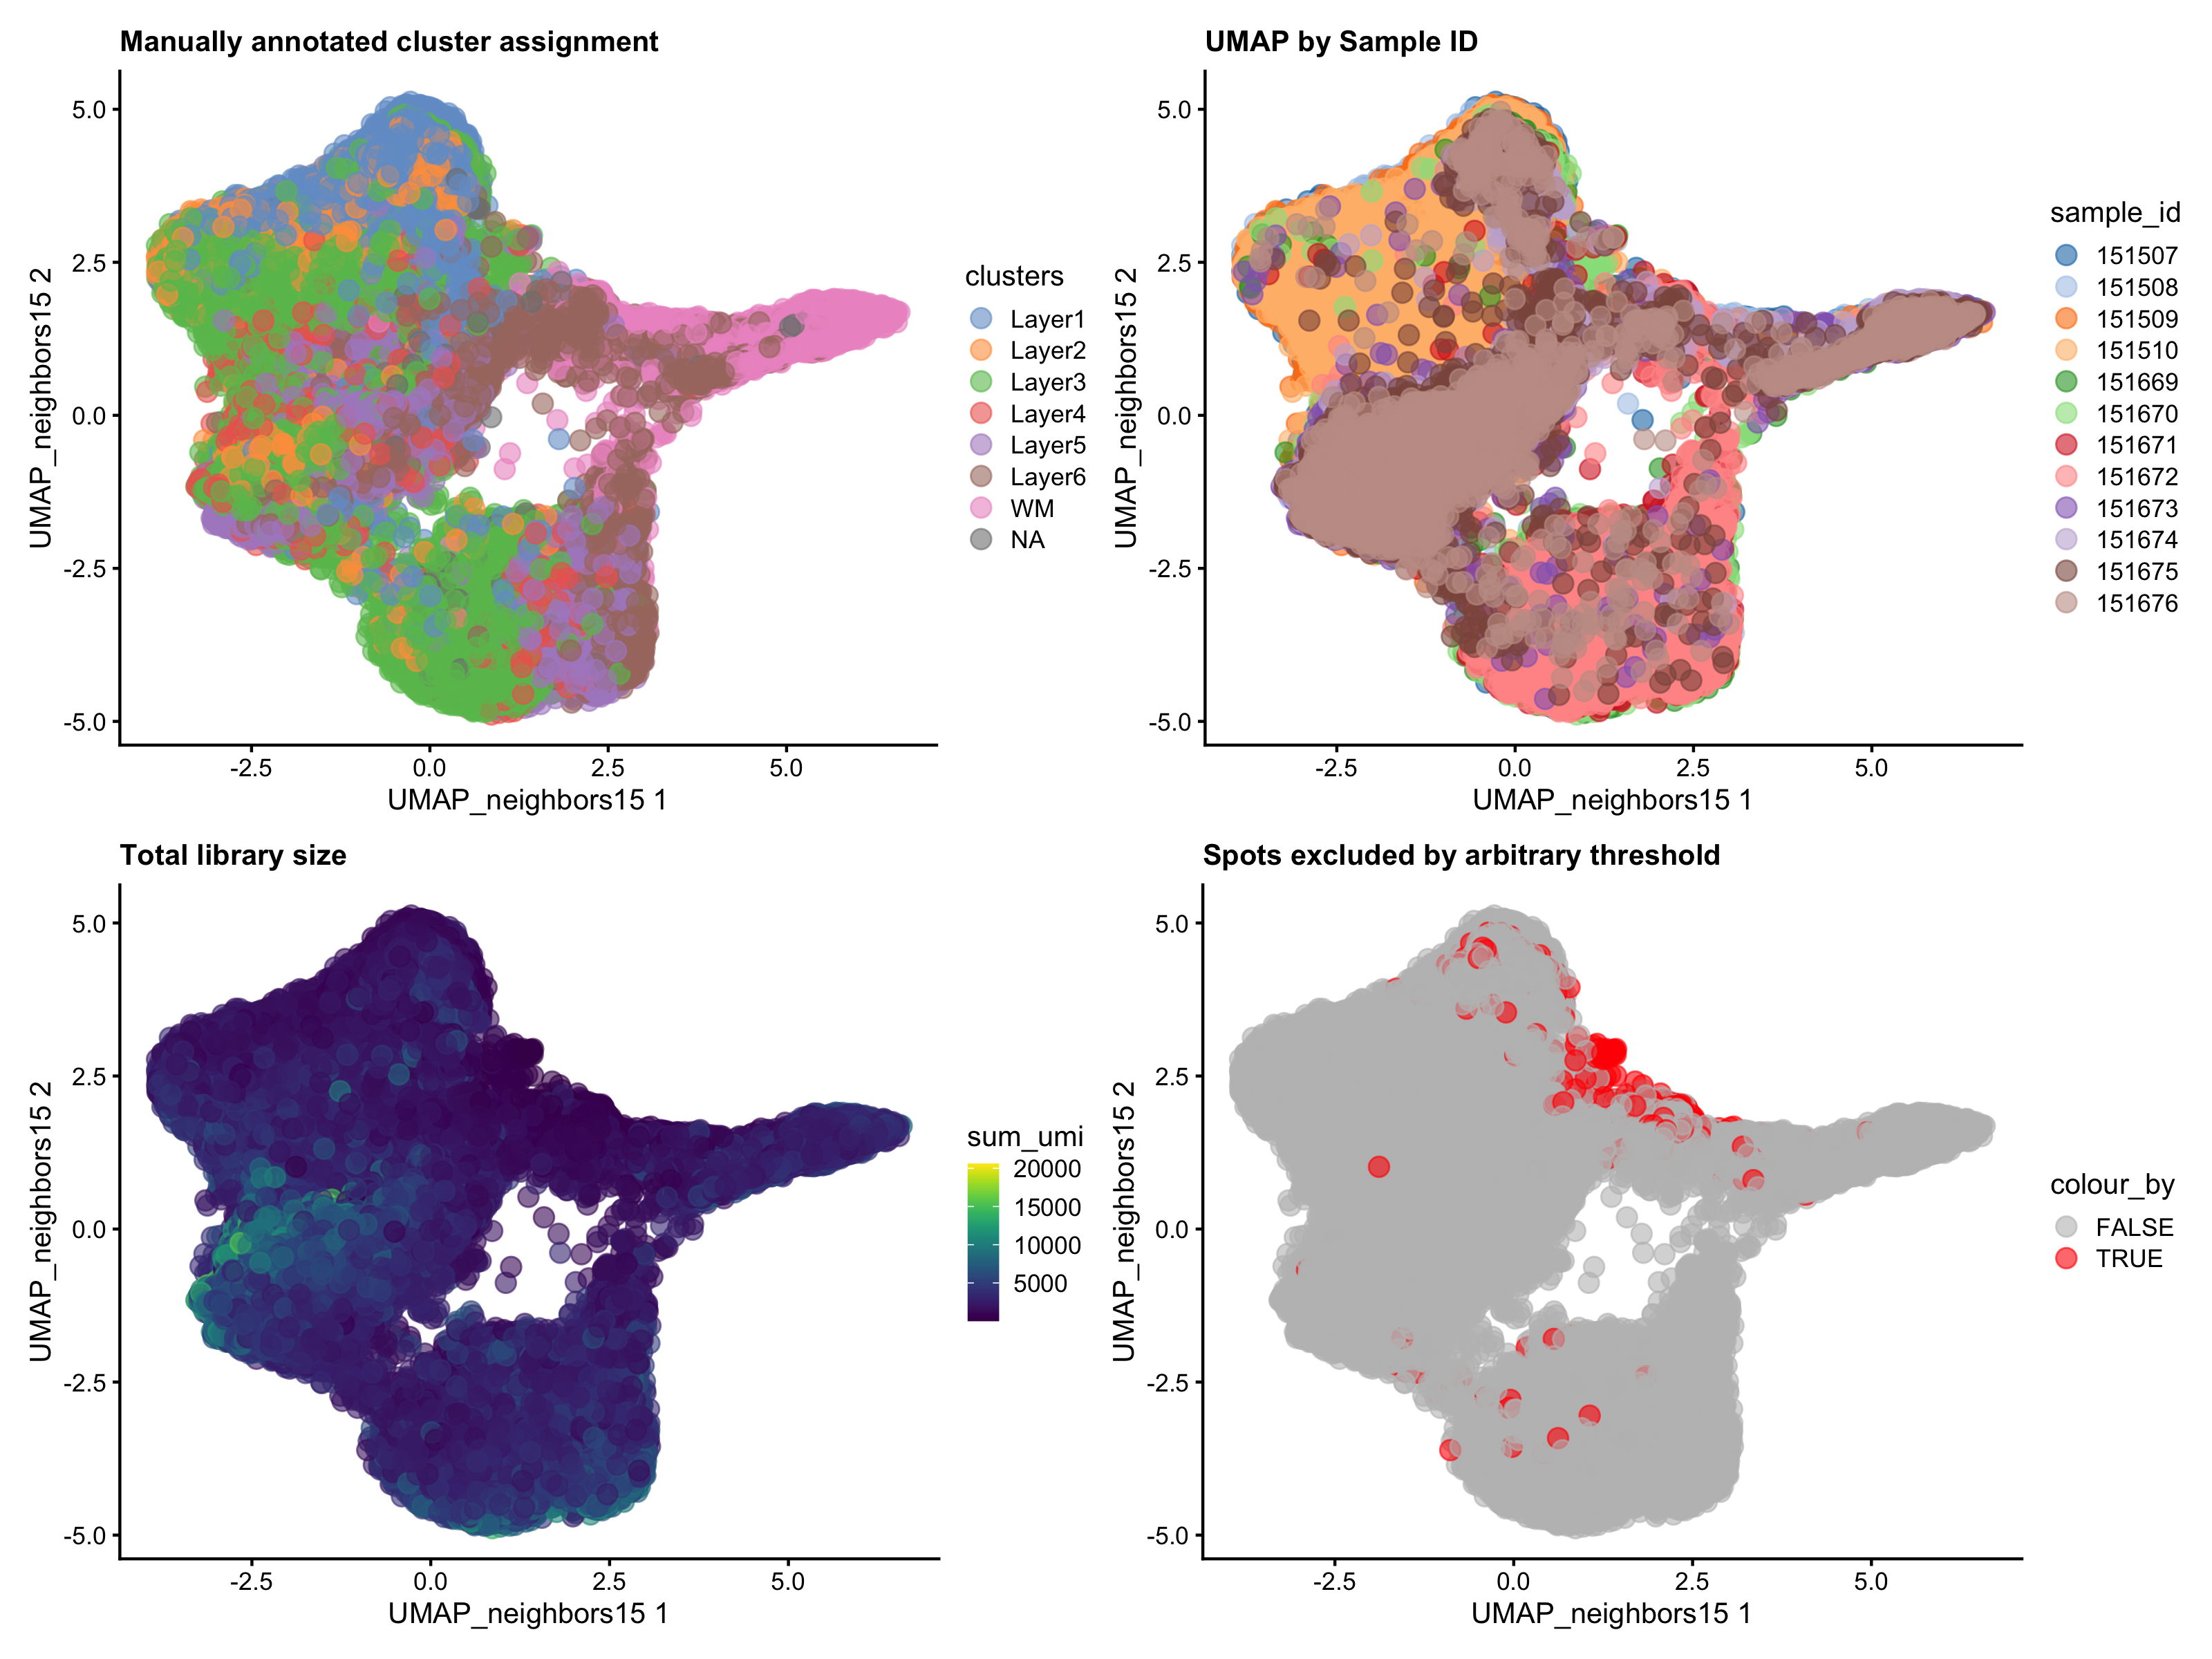 Manually annotated cluster assignment
5.0
2.5
0.0
-2.5
-5.0
-2.5
0.0
2.5
5.0
UMAP_neighbors15 1
UMAP_neighbors15 2
clusters
Layer1
Layer2
Layer3
Layer4
Layer5
Layer6
WM
NA
UMAP by Sample ID
5.0
2.5
0.0
-2.5
-5.0
-2.5
0.0
2.5
5.0
UMAP_neighbors15 1
UMAP_neighbors15 2
sample_id
151507
151508
151509
151510
151669
151670
151671
151672
151673
151674
151675
151676
Total library size
5.0
2.5
0.0
-2.5
-5.0
-2.5
0.0
2.5
5.0
UMAP_neighbors15 1
UMAP_neighbors15 2
sum_umi
20000
15000
10000
5000
Spots excluded by arbitrary threshold
5.0
2.5
0.0
-2.5
-5.0
-2.5
0.0
2.5
5.0
UMAP_neighbors15 1
UMAP_neighbors15 2
colour_by
FALSE
TRUE